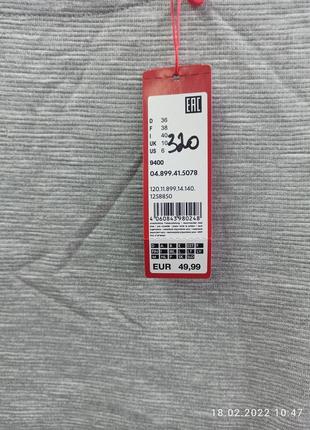 EAC
D 36
F 38
I 40
UK 10
US 6
320
9400
04.899.41.5078
120.11.899.14.140.
1258850
4 060843 980248
EUR 49,99
18.02.2022 10:47